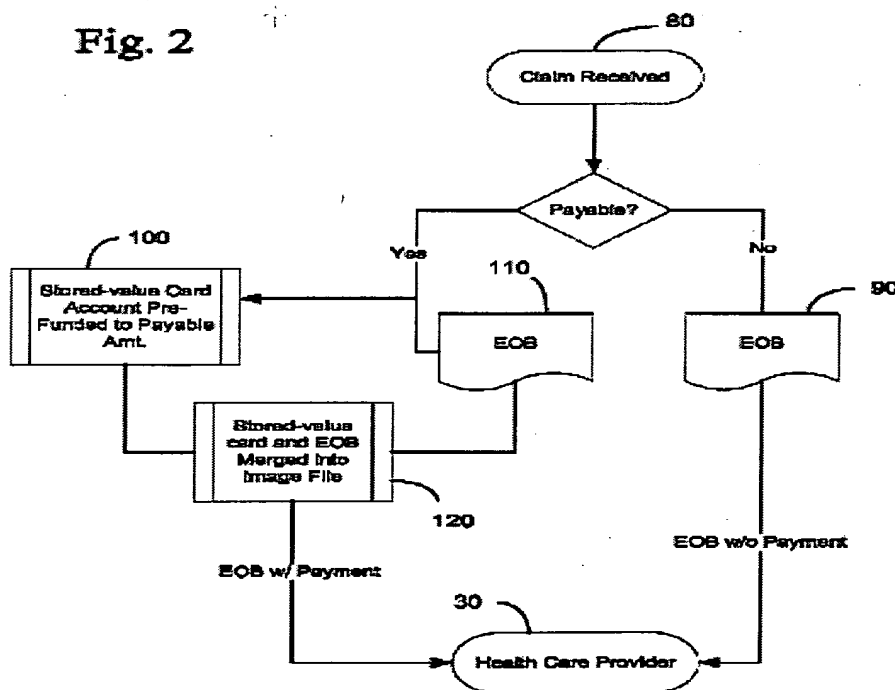 Fig. 2
80
Claim Received
Payable?
Yes
No
100
Stored-value Card
Account Pre-
Funded to Payable
Amt.
110
EOB
90
EOB
Stored-value
card and EOB
Merged Into
Image File
120
EOB w/ Payment
EOB w/o Payment
30
Health Care Provider